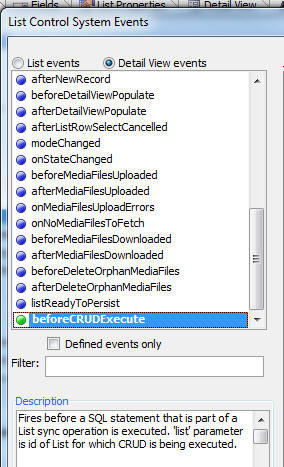 Fields
List Properties
Detail View
List Control System Events
List events
Detail View events
afterNewRecord
beforeDetailViewPopulate
afterDetailViewPopulate
afterListRowSelectCancelled
modeChanged
onStateChanged
beforeMediaFilesUploaded
afterMediaFilesUploaded
onMediaFilesUploadErrors
onNoMediaFilesToFetch
beforeMediaFilesDownloaded
afterMediaFilesDownloaded
beforeDeleteOrphanMediaFiles
afterDeleteOrphanMediaFiles
listReadyToPersist
beforeCRUDExecute
Defined events only
Filter:
Description
Fires before a SQL statement that is part of a
List sync operation is executed. 'list' parameter
is id of List for which CRUD is being executed.